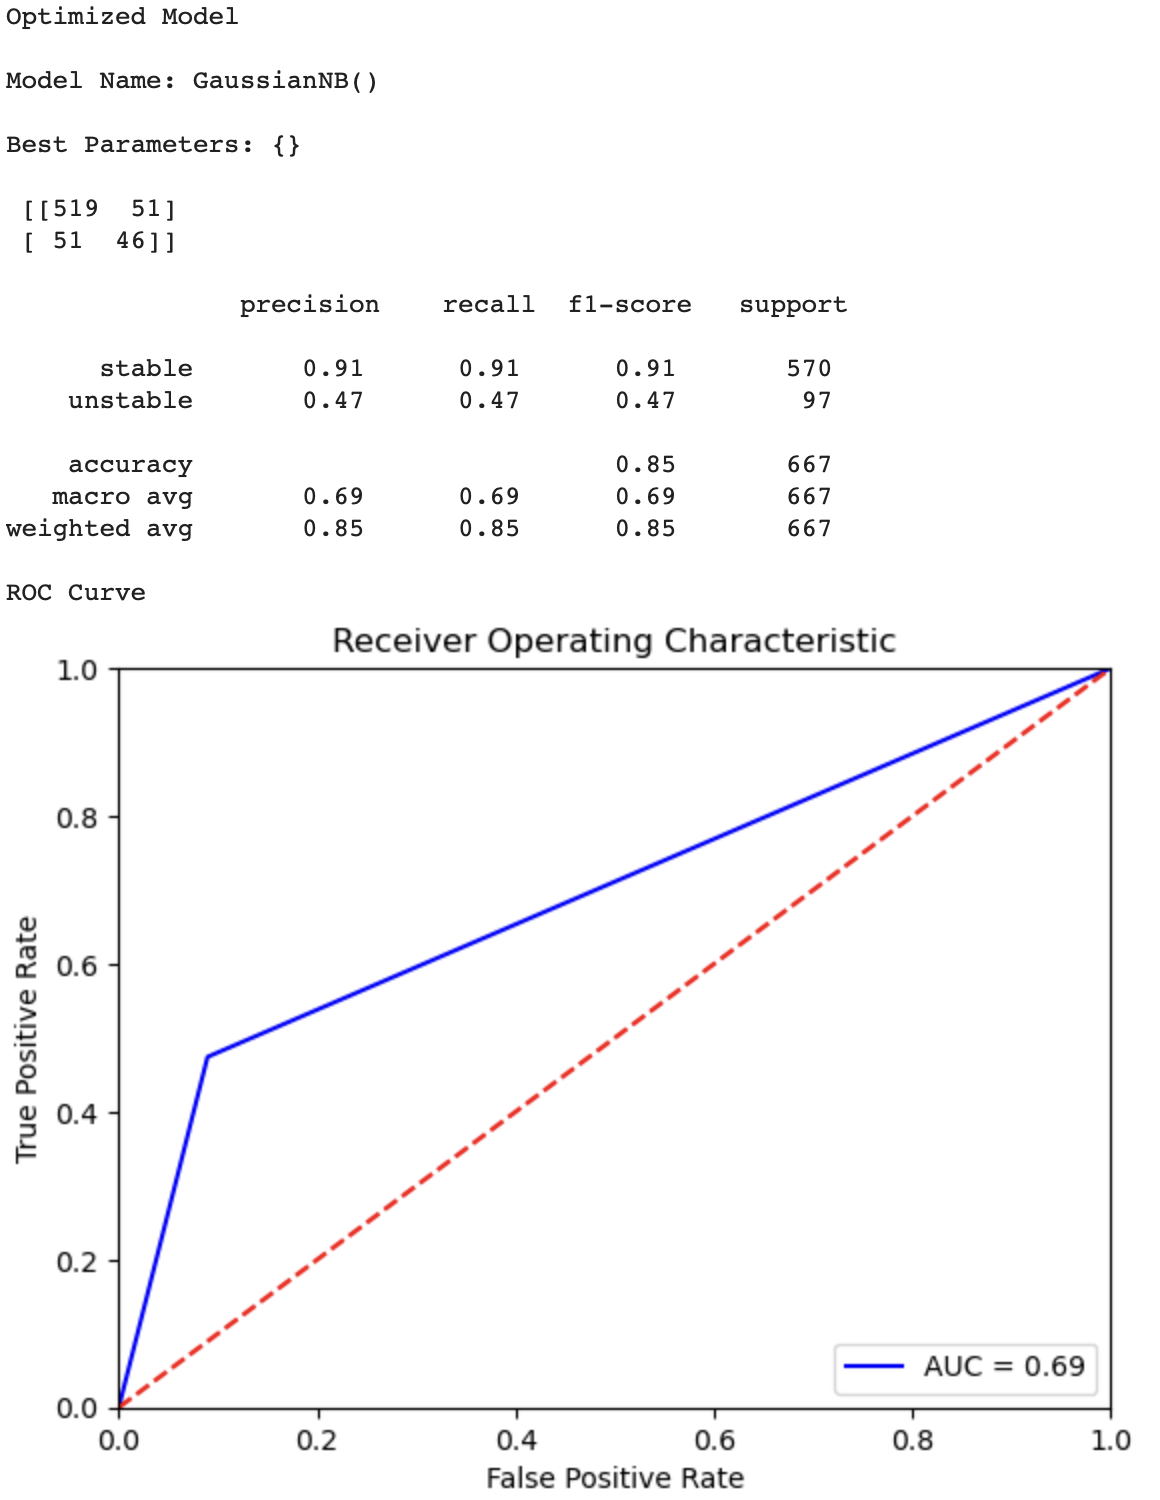 Optimized Model
Model Name: GaussianNB()
Best Parameters: {}
[[519 51]
[ 51 46]]
precision recall f1-score support
stable 0.91 0.91 0.91 570
unstable 0.47 0.47 0.47 97
accuracy 0.85 667
macro avg 0.69 0.69 0.69 667
weighted avg 0.85 0.85 0.85 667
ROC Curve
Receiver Operating Characteristic
1.0
0.8
0.6
0.4
0.2
0.0
True Positive Rate
AUC = 0.69
0.0 0.2 0.4 0.6 0.8 1.0
False Positive Rate